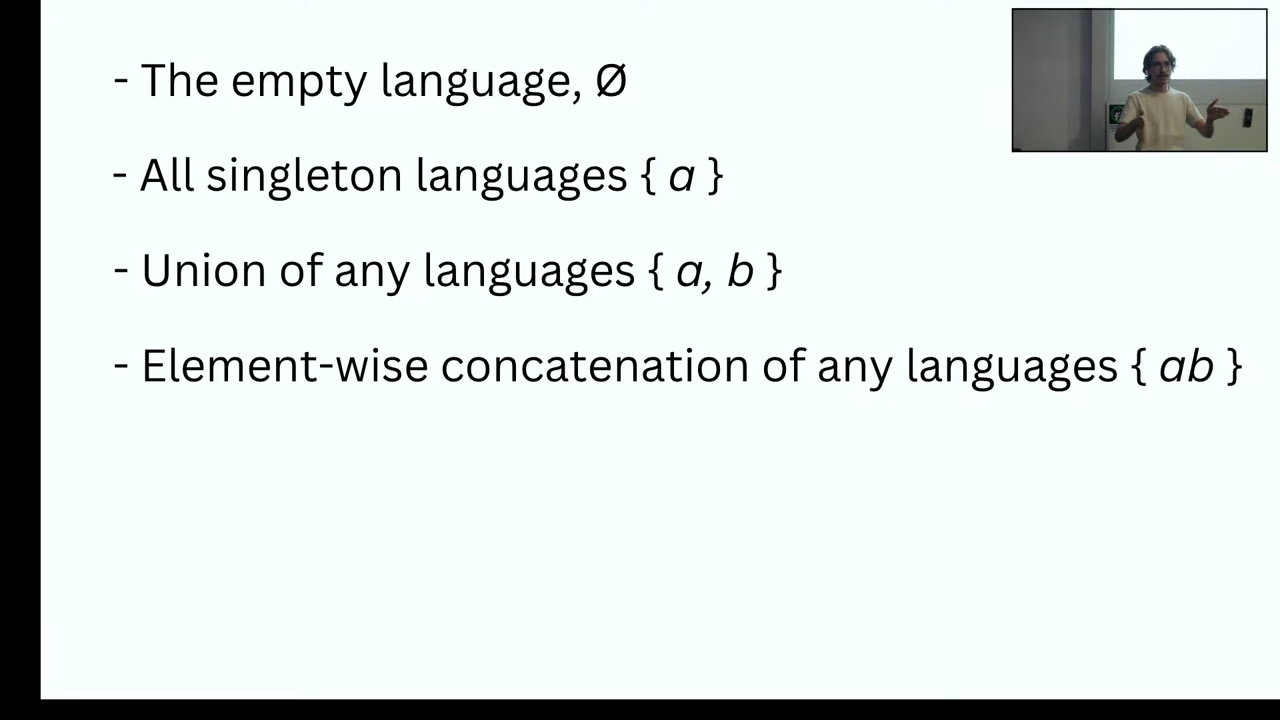 - The empty language, Ø
- All singleton languages { a }
- Union of any languages { a, b }
- Element-wise concatenation of any languages { ab }